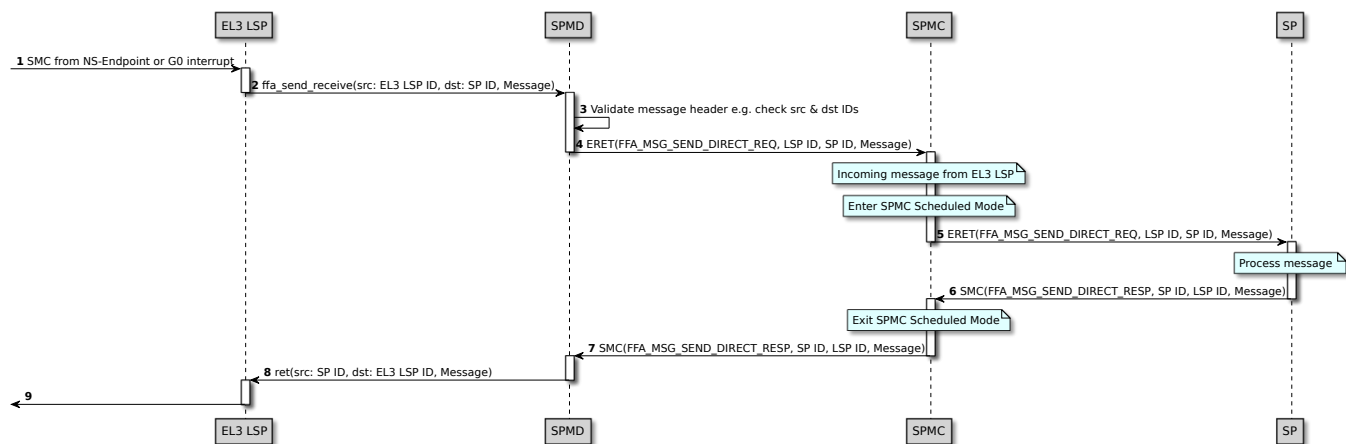 EL3 LSP
SPMD
SPMC
SP
1 SMC from NS-Endpoint or G0 interrupt
2 ffa_send_receive(src: EL3 LSP ID, dst: SP ID, Message)
3 Validate message header e.g. check src & dst IDs
4 ERET(FFA_MSG_SEND_DIRECT_REQ, LSP ID, SP ID, Message)
Incoming message from EL3 LSP
Enter SPMC Scheduled Mode
5 ERET(FFA_MSG_SEND_DIRECT_REQ, LSP ID, SP ID, Message)
Process message
6 SMC(FFA_MSG_SEND_DIRECT_RESP, SP ID, LSP ID, Message)
Exit SPMC Scheduled Mode
7 SMC(FFA_MSG_SEND_DIRECT_RESP, SP ID, LSP ID, Message)
8 ret(src: SP ID, dst: EL3 LSP ID, Message)
9
EL3 LSP
SPMD
SPMC
SP